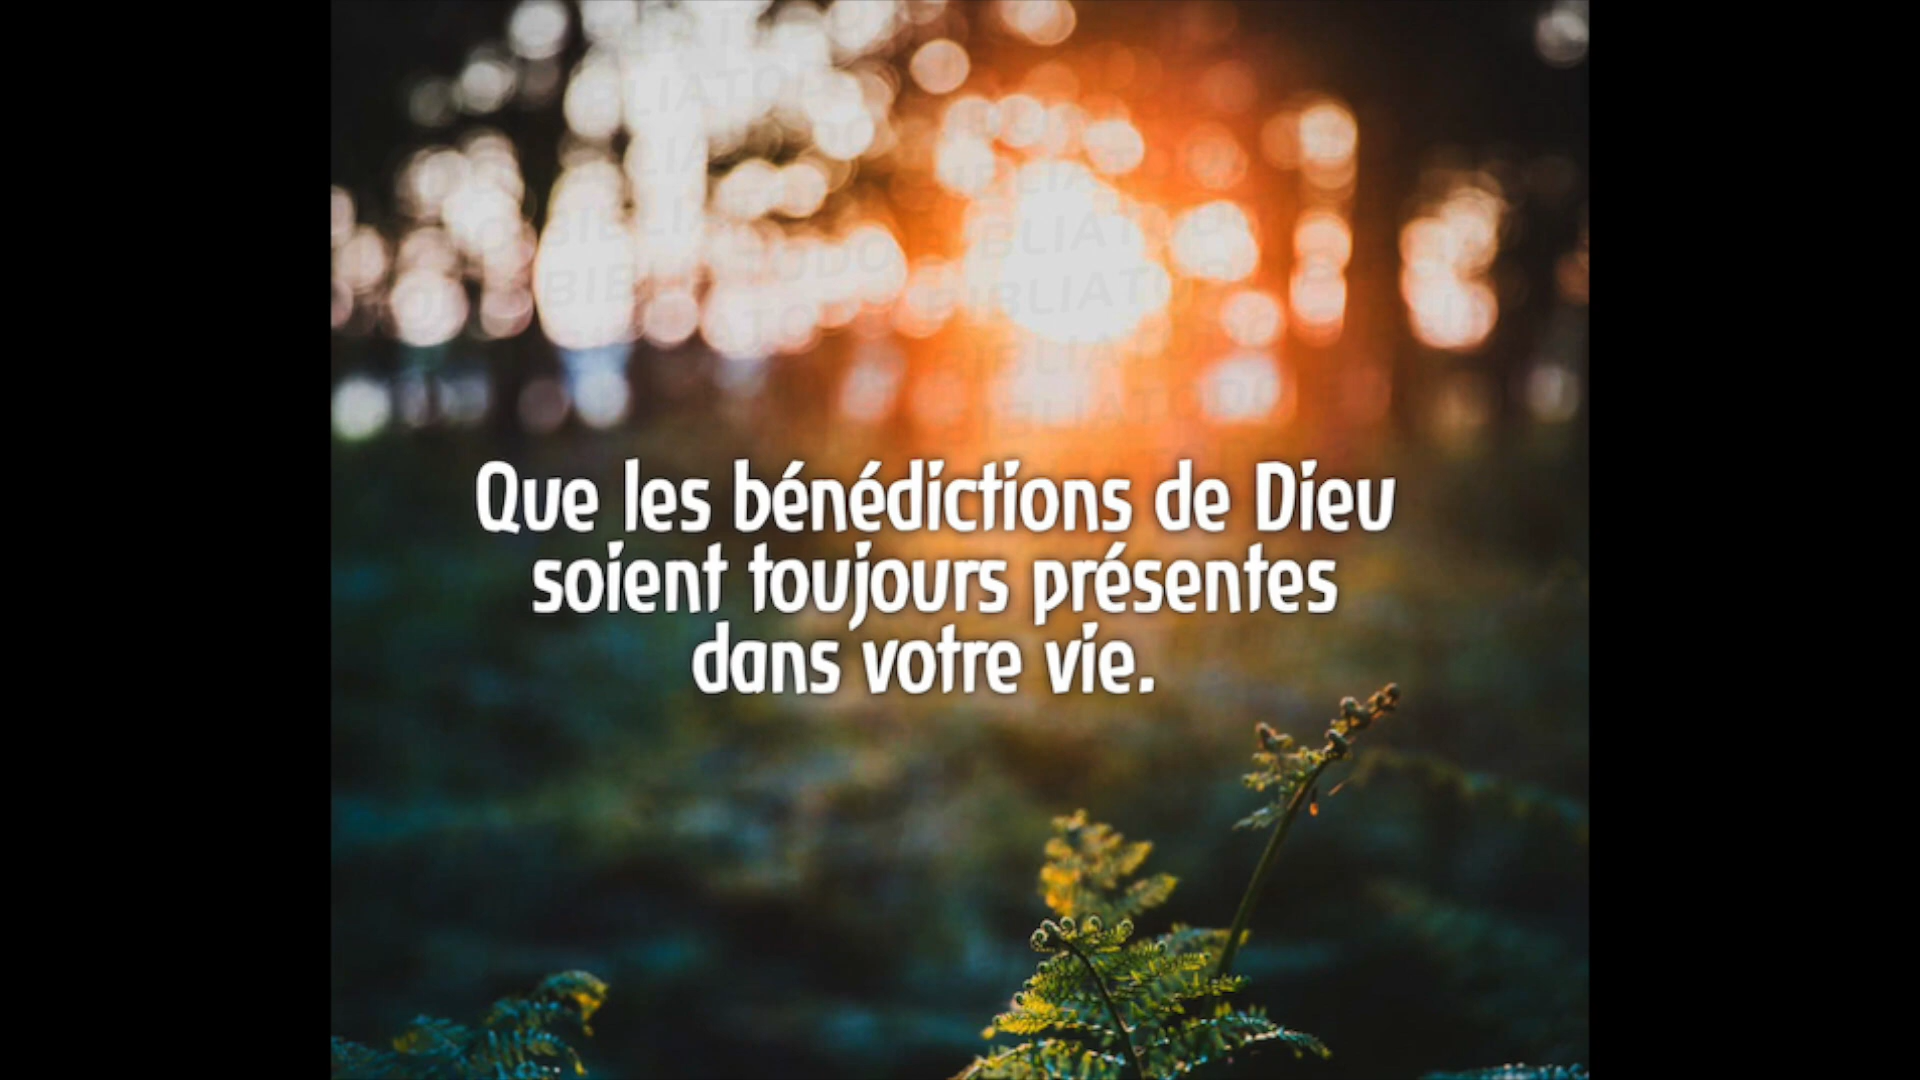 Que les bénédictions de Dieu
soient toujours présentes
dans votre vie.